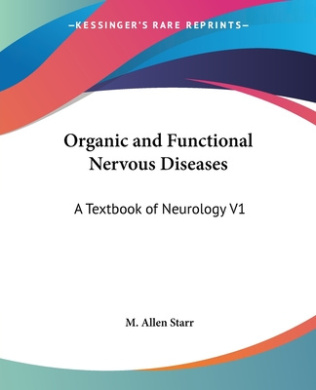 ~KESSINGER'S RARE REPRINTS~
Organic and Functional
Nervous Diseases
A Textbook of Neurology V1
M. Allen Starr